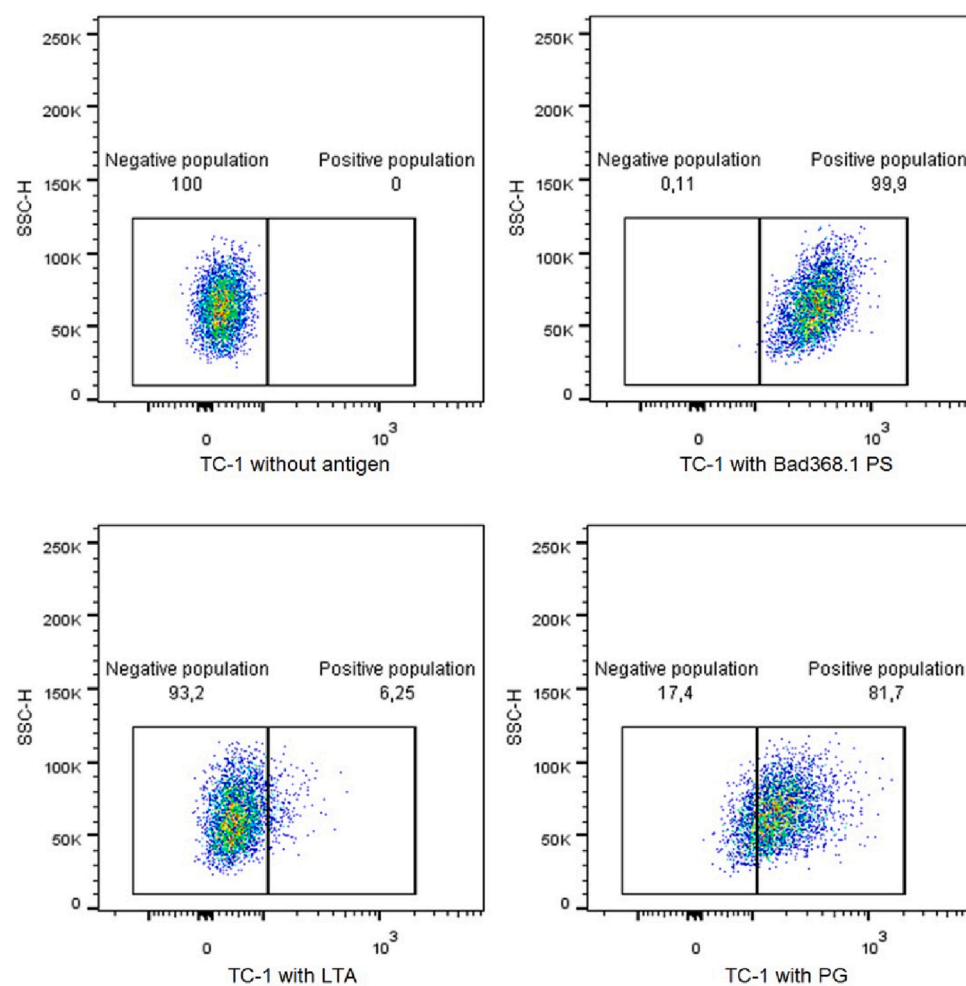 250K
200K
Negative population Positive population
100 0
150K
SSC-H
100K
50K
0
0 10³
TC-1 without antigen
250K
200K
Negative population Positive population
0,11 99,9
150K
SSC-H
100K
50K
0
0 10³
TC-1 with Bad368.1 PS
250K
200K
Negative population Positive population
93,2 6,25
150K
SSC-H
100K
50K
0
0 10³
TC-1 with LTA
250K
200K
Negative population Positive population
17,4 81,7
150K
SSC-H
100K
50K
0
0 10³
TC-1 with PG